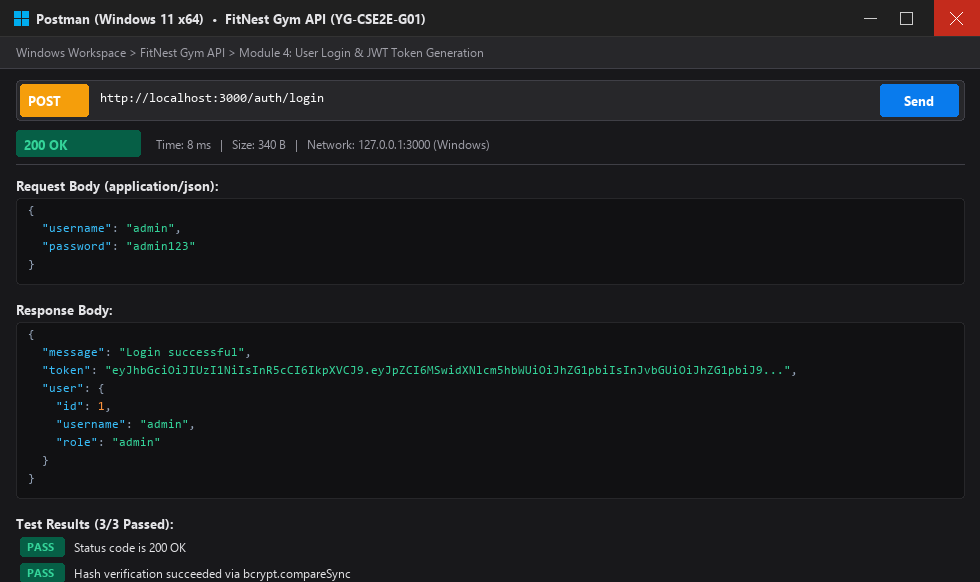 Postman (Windows 11 x64)  •  FitNest Gym API (YG-CSE2E-G01)
Windows Workspace > FitNest Gym API > Module 4: User Login & JWT Token Generation
POST http://localhost:3000/auth/login Send
200 OK Time: 8 ms | Size: 340 B | Network: 127.0.0.1:3000 (Windows)
Request Body (application/json):
{
"username": "admin",
"password": "admin123"
}
Response Body:
{
"message": "Login successful",
"token": "eyJhbGciOiJIUzI1NiIsInR5cCI6IkpXVCJ9.eyJpZCI6MSwidXNlcm5hbWUiOiJhZG1pbiIsInJvbGUiOiJhZG1pbiJ9...",
"user": {
"id": 1,
"username": "admin",
"role": "admin"
}
}
Test Results (3/3 Passed):
PASS Status code is 200 OK
PASS Hash verification succeeded via bcrypt.compareSync